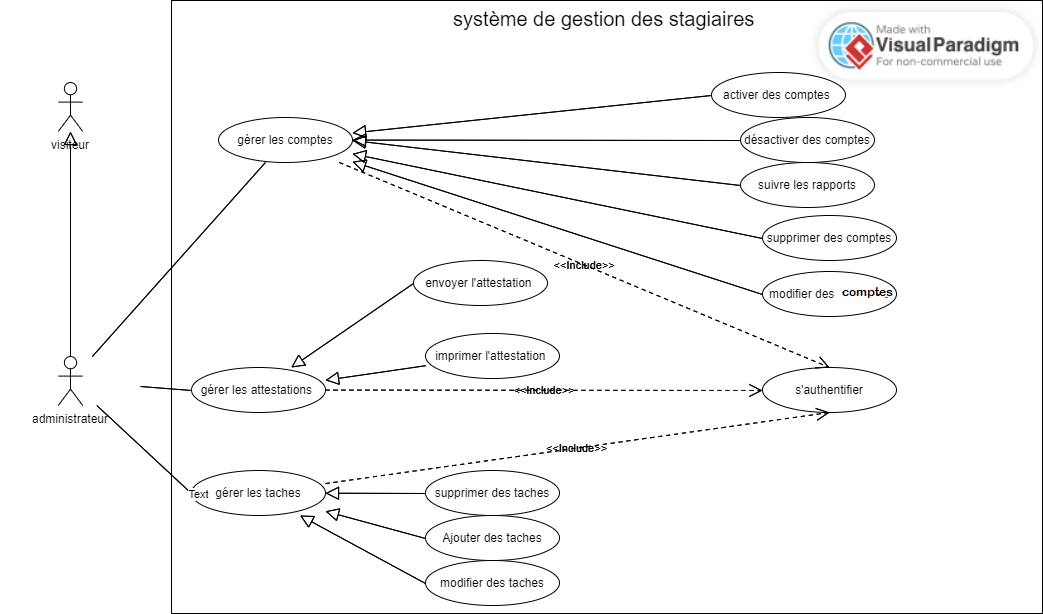 système de gestion des stagiaires
Made with
Visual Paradigm
For non-commercial use
visiteur
gérer les comptes
activer des comptes
désactiver des comptes
suivre les rapports
supprimer des comptes
<<Include>>
modifier des comptes
envoyer l'attestation
imprimer l'attestation
gérer les attestations
<<Include>>
s'authentifier
administrateur
<<Include>>
Text gérer les taches
supprimer des taches
Ajouter des taches
modifier des taches